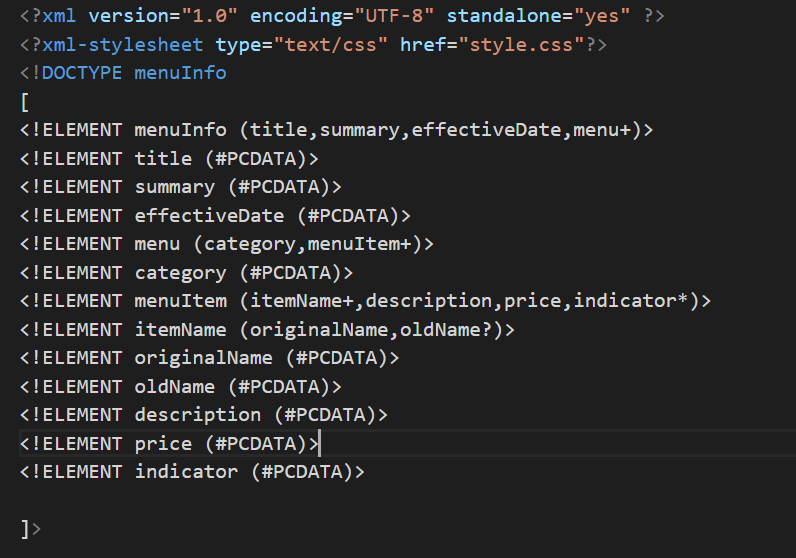 <?xml version="1.0" encoding="UTF-8" standalone="yes" ?>
<?xml-stylesheet type="text/css" href="style.css"?>
<!DOCTYPE menuInfo
[
<!ELEMENT menuInfo (title,summary,effectiveDate,menu+)>
<!ELEMENT title (#PCDATA)>
<!ELEMENT summary (#PCDATA)>
<!ELEMENT effectiveDate (#PCDATA)>
<!ELEMENT menu (category,menuItem+)>
<!ELEMENT category (#PCDATA)>
<!ELEMENT menuItem (itemName+,description,price,indicator*)>
<!ELEMENT itemName (originalName,oldName?)>
<!ELEMENT originalName (#PCDATA)>
<!ELEMENT oldName (#PCDATA)>
<!ELEMENT description (#PCDATA)>
<!ELEMENT price (#PCDATA)>
<!ELEMENT indicator (#PCDATA)>
]>